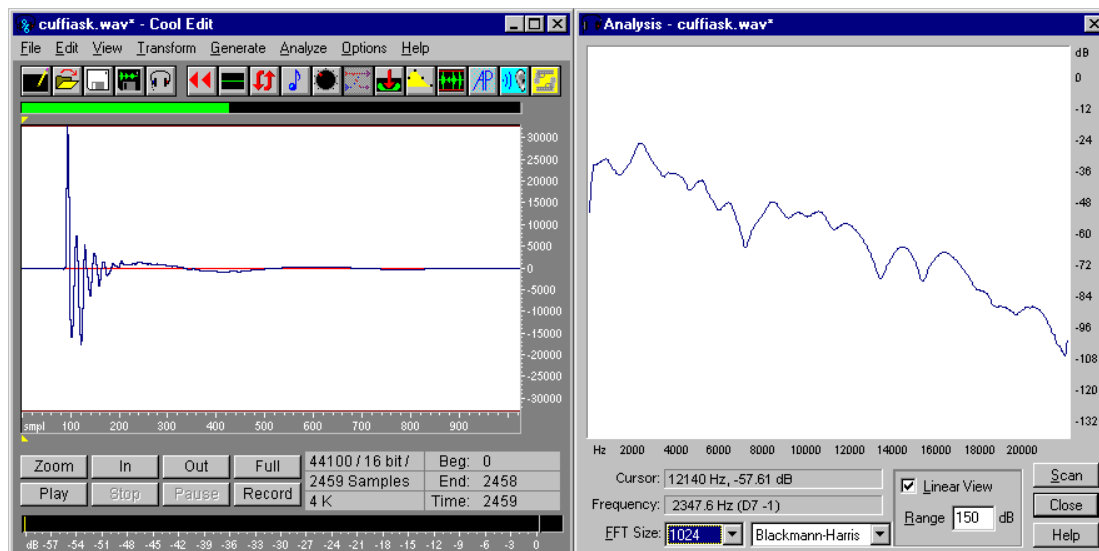 cuffiask.wav* - Cool Edit
File Edit View Transform Generate Analyze Options Help
30000
25000
20000
15000
10000
5000
0
-5000
-10000
-15000
-20000
-25000
-30000
smpl 100 200 300 400 500 600 700 800 900
Zoom In Out Full
Play Stop Pause Record
44100 / 16 bit /
2459 Samples
4 K
Beg: 0
End: 2458
Time: 2459
dB -57 -54 -51 -48 -45 -42 -39 -36 -33 -30 -27 -24 -21 -18 -15 -12 -9 -6 -3 0
Analysis - cuffiask.wav*
dB
0
-12
-24
-36
-48
-60
-72
-84
-96
-108
-120
-132
Hz 2000 4000 6000 8000 10000 12000 14000 16000 18000 20000
Cursor: 12140 Hz, -57.61 dB
Frequency: 2347.6 Hz (D7 -1)
FFT Size: 1024 Blackmann-Harris
Linear View
Range 150 dB
Scan
Close
Help